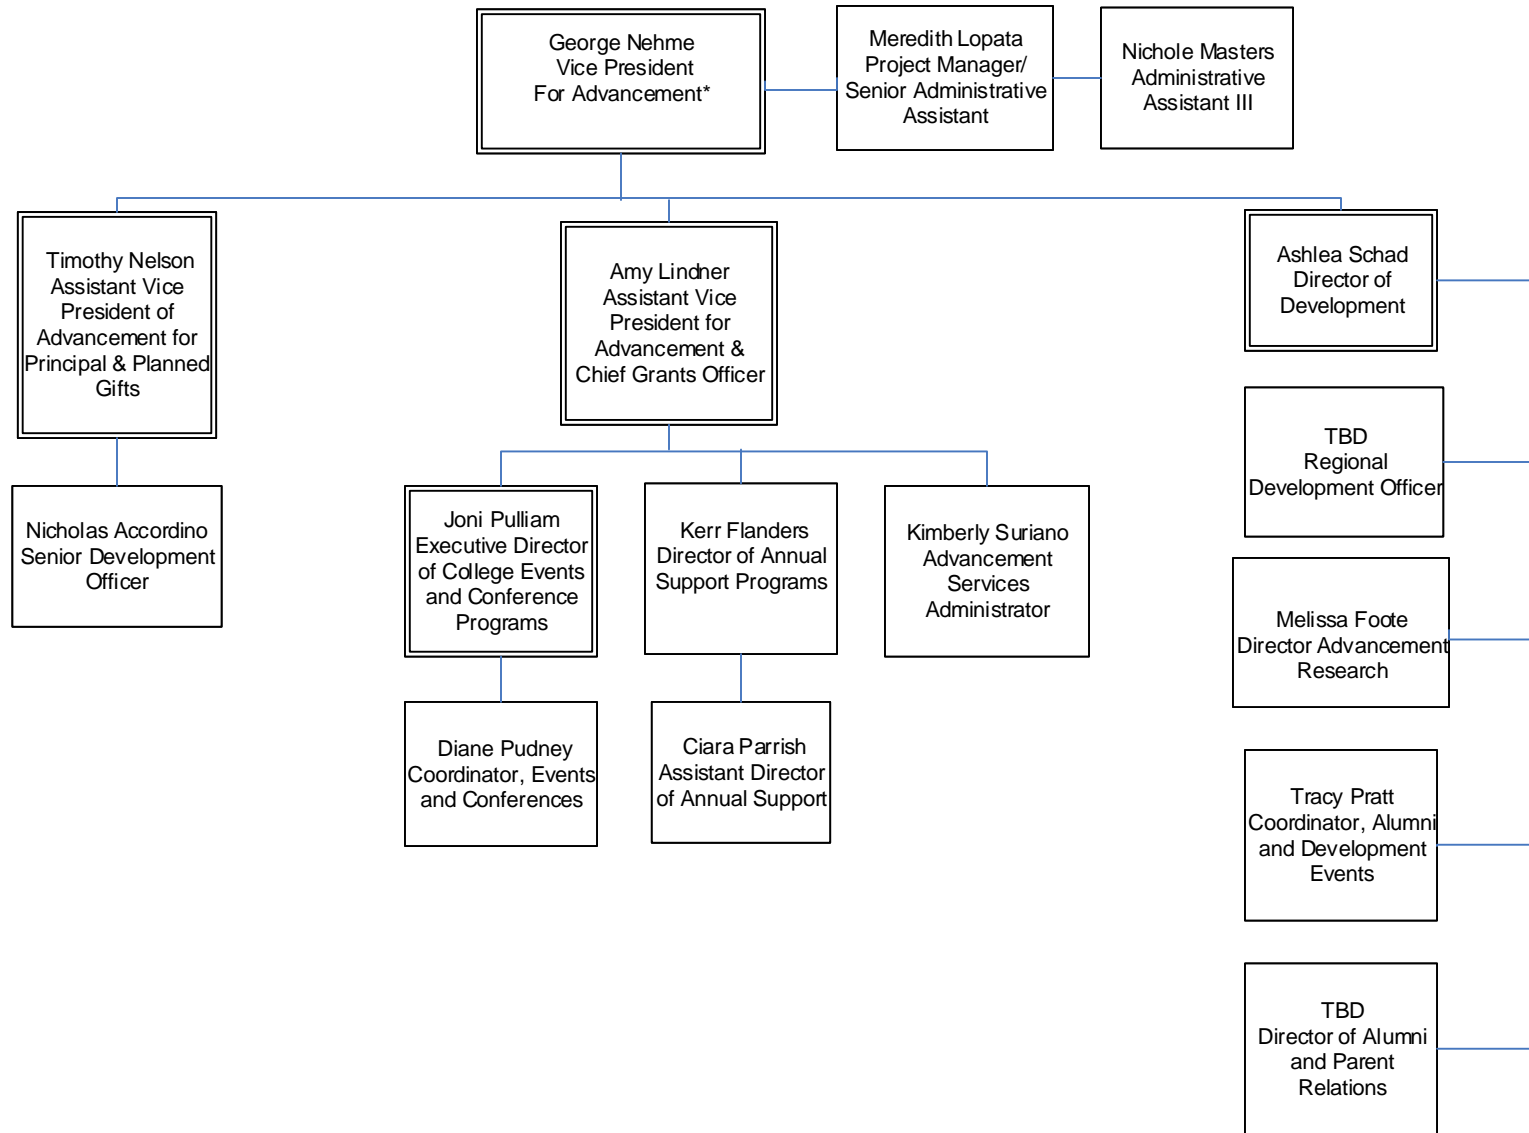 George Nehme
Vice President
For Advancement*
Meredith Lopata
Project Manager/
Senior Administrative
Assistant
Nichole Masters
Administrative
Assistant III
Timothy Nelson
Assistant Vice
President of
Advancement for
Principal & Planned
Gifts
Amy Lindner
Assistant Vice
President for
Advancement &
Chief Grants Officer
Ashlea Schad
Director of
Development
Nicholas Accordino
Senior Development
Officer
Joni Pulliam
Executive Director
of College Events
and Conference
Programs
Kerr Flanders
Director of Annual
Support Programs
Kimberly Suriano
Advancement
Services
Administrator
TBD
Regional
Development Officer
Melissa Foote
Director Advancement
Research
Diane Pudney
Coordinator, Events
and Conferences
Ciara Parrish
Assistant Director
of Annual Support
Tracy Pratt
Coordinator, Alumni
and Development
Events
TBD
Director of Alumni
and Parent
Relations